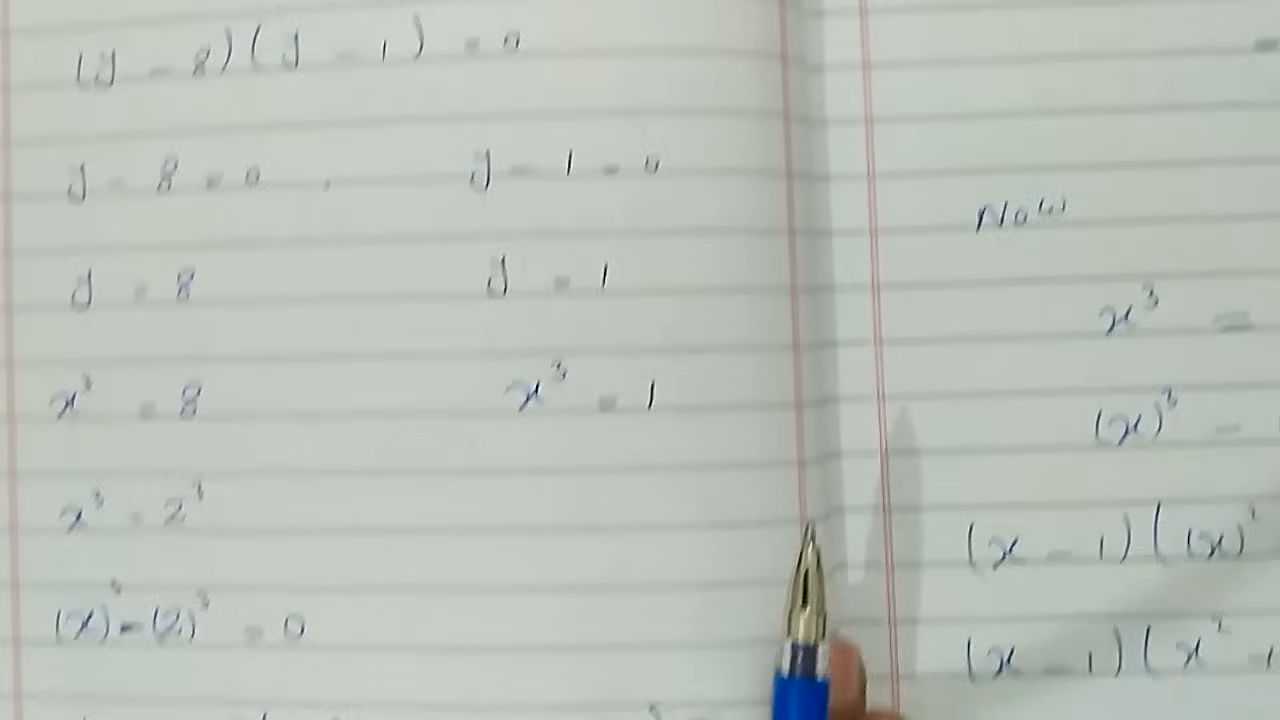 (y - 8)(y - 1) = 0
y - 8 = 0 , y - 1 = 0
y = 8 y = 1
x³ = 8 x³ = 1
x³ = 2³
(x)³ - (2)³ = 0
Now
x³ =
(x)³ -
(x - 1)((x)²
(x - 1)(x²